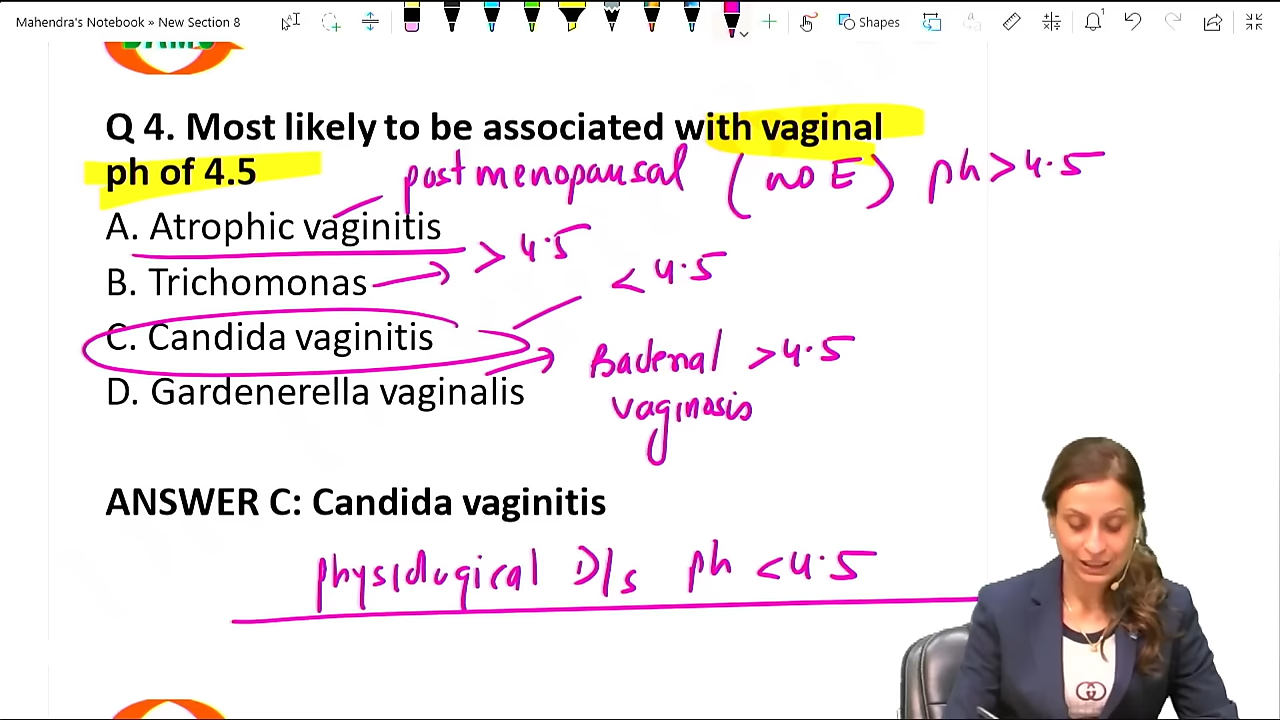 Mahendra's Notebook » New Section 8
Shapes
DAMS
Q 4. Most likely to be associated with vaginal
ph of 4.5
postmenopausal (no E) ph > 4.5
A. Atrophic vaginitis
> 4.5
B. Trichomonas
< 4.5
C. Candida vaginitis
Bacterial > 4.5
D. Gardenerella vaginalis
vaginosis
ANSWER C: Candida vaginitis
physiological D/s ph < 4.5